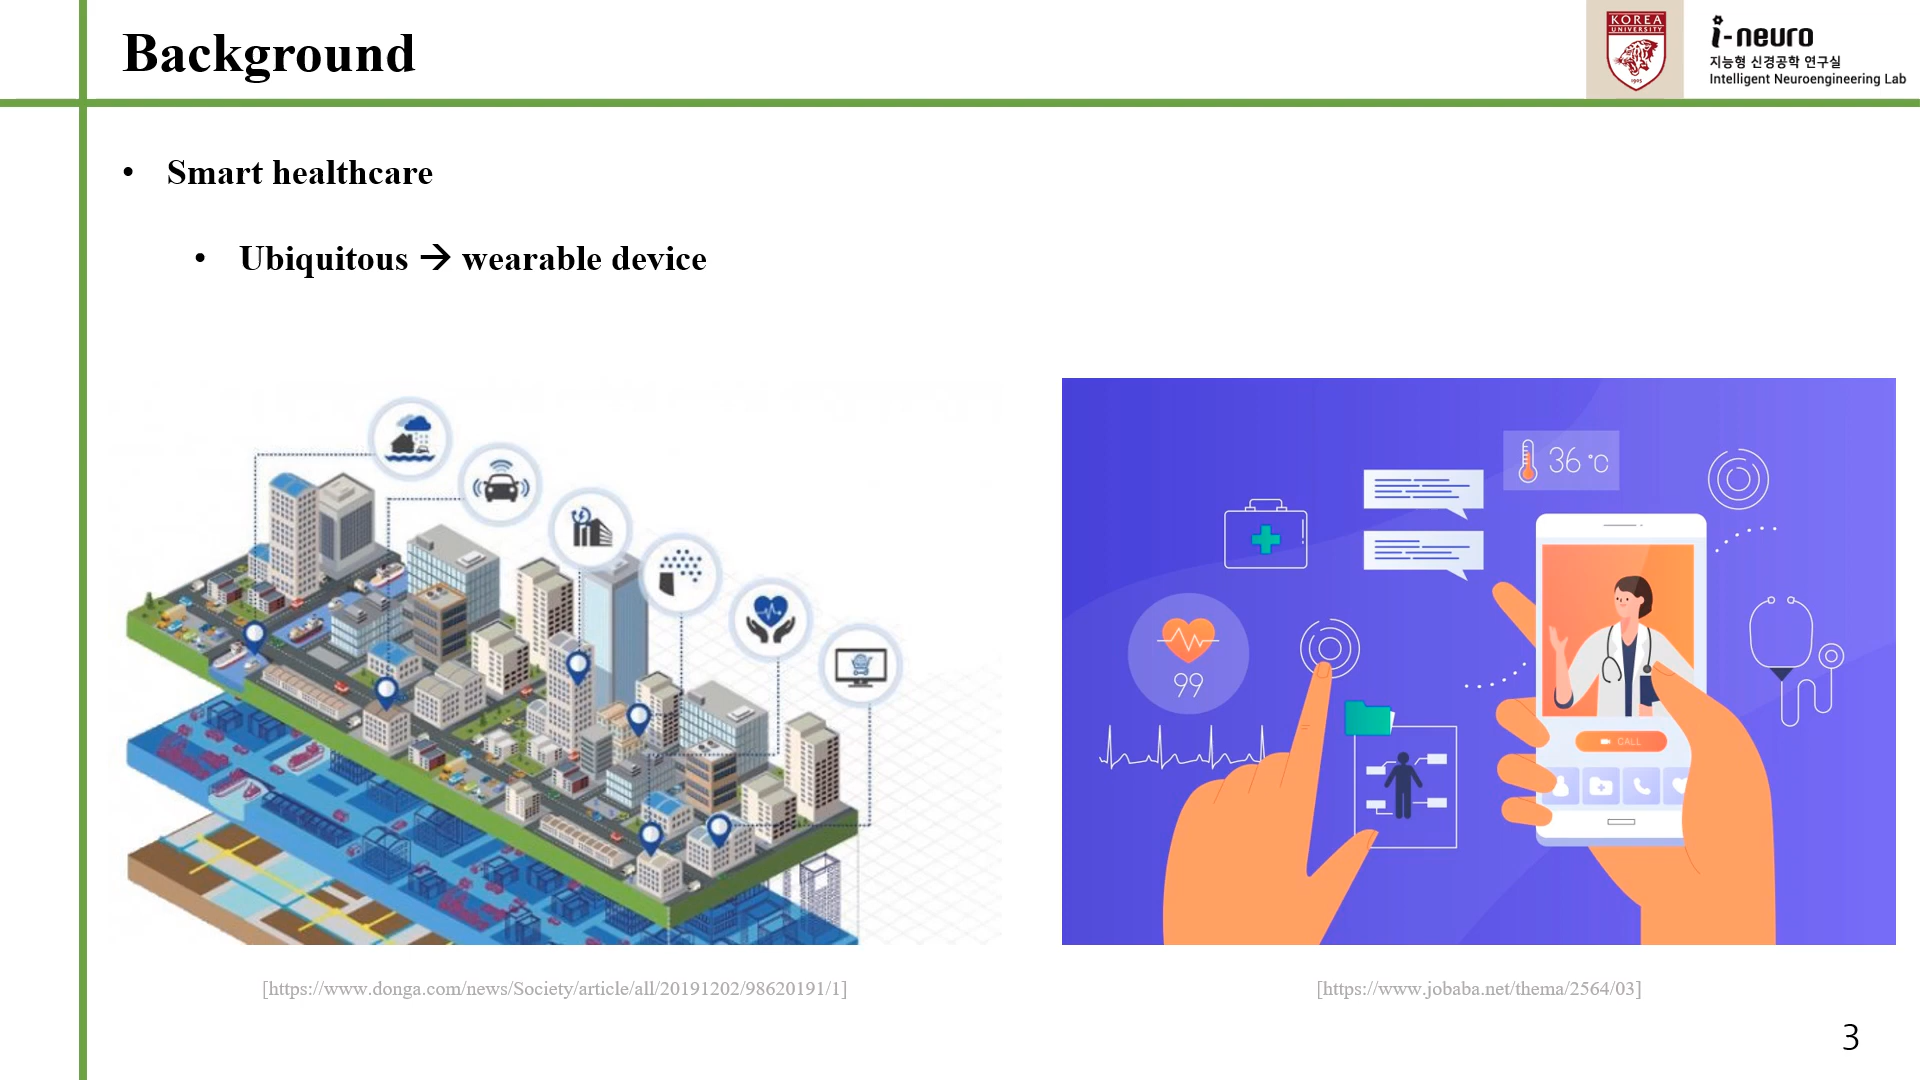 Background
KOREA
UNIVERSITY
1905
i-neuro
지능형 신경공학 연구실
Intelligent Neuroengineering Lab
• Smart healthcare
• Ubiquitous → wearable device
36 °C
99
CALL
[https://www.donga.com/news/Society/article/all/20191202/98620191/1]
[https://www.jobaba.net/thema/2564/03]
3